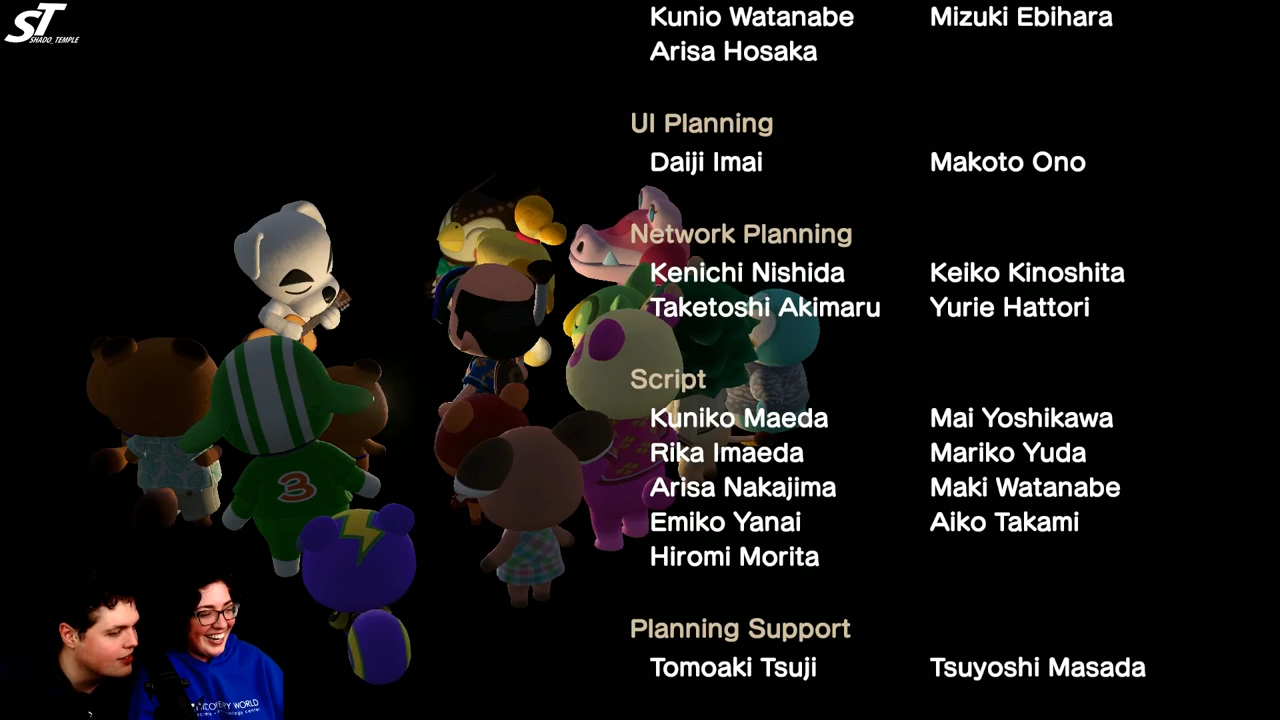 ST
SHADO_TEMPLE
Kunio Watanabe Mizuki Ebihara
Arisa Hosaka
UI Planning
Daiji Imai Makoto Ono
Network Planning
Kenichi Nishida Keiko Kinoshita
Taketoshi Akimaru Yurie Hattori
Script
Kuniko Maeda Mai Yoshikawa
Rika Imaeda Mariko Yuda
Arisa Nakajima Maki Watanabe
Emiko Yanai Aiko Takami
Hiromi Morita
Planning Support
Tomoaki Tsuji Tsuyoshi Masada
3
WORLD
center